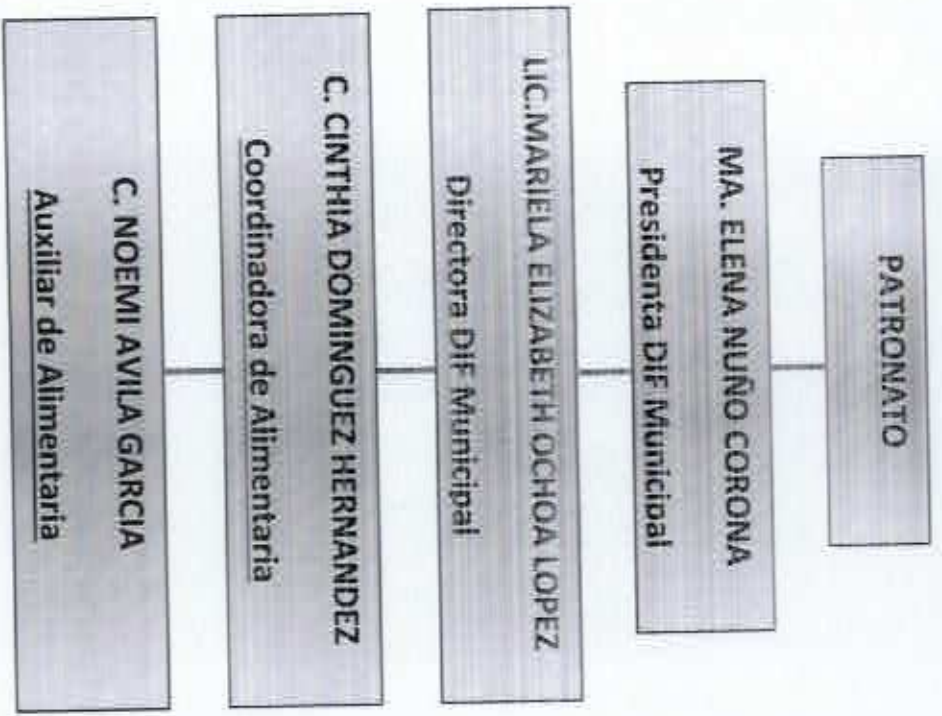 PATRONATO
MA. ELENA NUÑO CORONA
Presidenta DIF Municipal
LIC.MARIELA ELIZABETH OCHOA LOPEZ
Directora DIF Municipal
C. CINTHIA DOMINGUEZ HERNANDEZ
Coordinadora de Alimentaria
C. NOEMI AVILA GARCIA
Auxiliar de Alimentaria